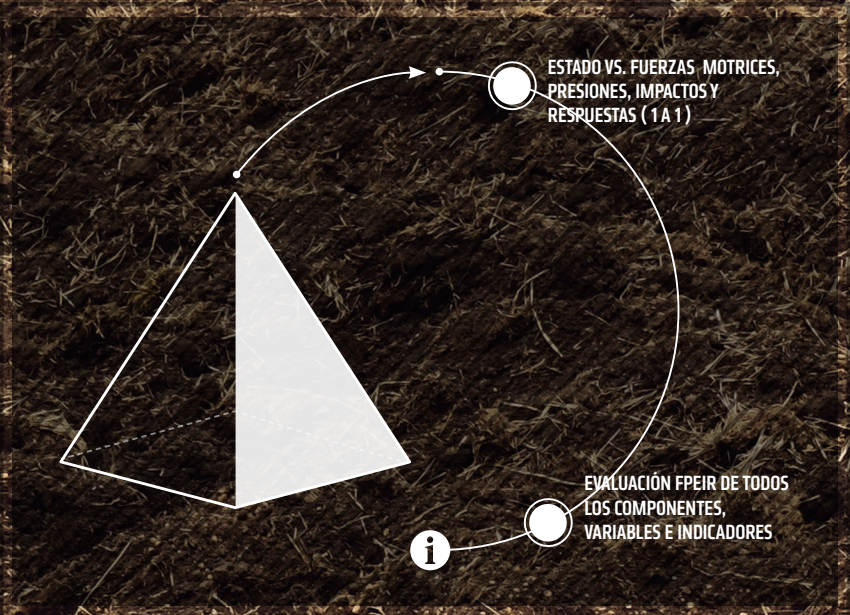 ESTADO VS. FUERZAS MOTRICES,
PRESIONES, IMPACTOS Y
RESPUESTAS ( 1 A 1 )
EVALUACIÓN FPEIR DE TODOS
LOS COMPONENTES,
VARIABLES E INDICADORES
i